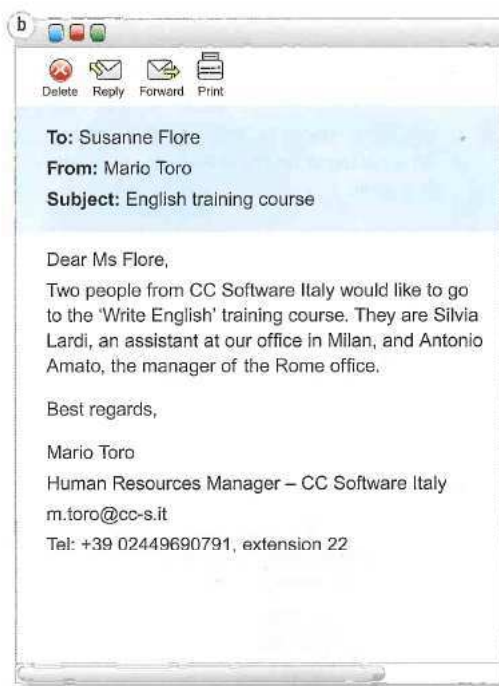 b
Delete Reply Forward Print
To: Susanne Flore
From: Mario Toro
Subject: English training course
Dear Ms Flore,
Two people from CC Software Italy would like to go
to the 'Write English' training course. They are Silvia
Lardi, an assistant at our office in Milan, and Antonio
Amato, the manager of the Rome office.
Best regards,
Mario Toro
Human Resources Manager – CC Software Italy
m.toro@cc-s.it
Tel: +39 02449690791, extension 22